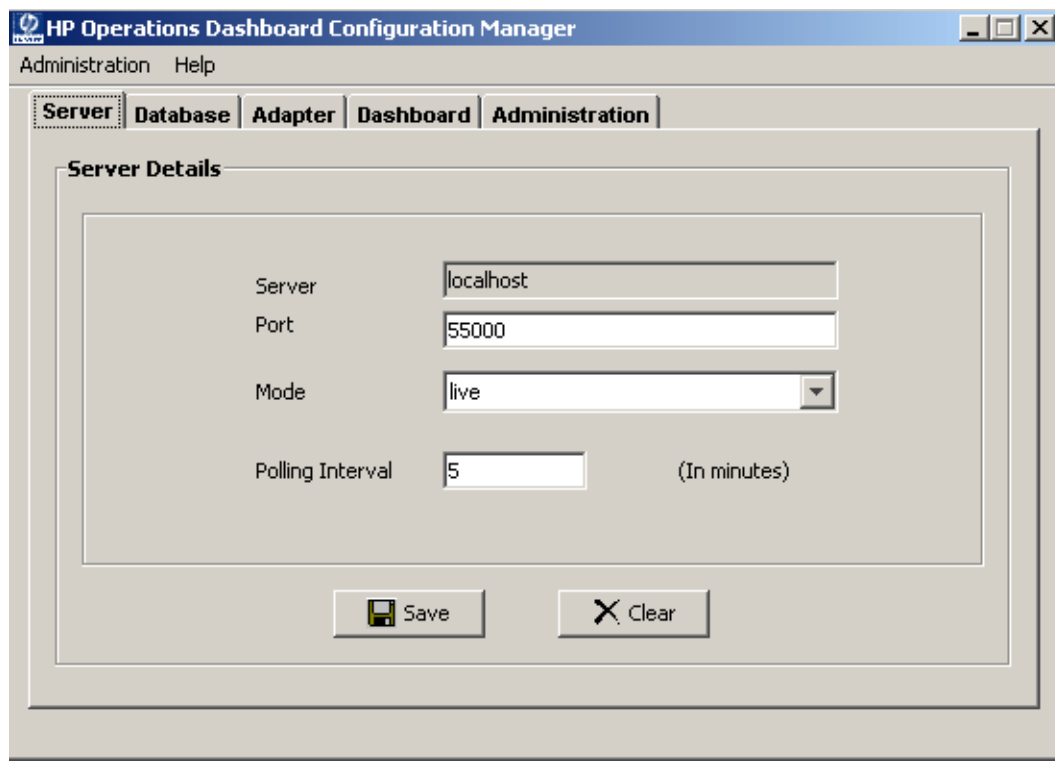 HP Operations Dashboard Configuration Manager
Administration Help
Server Database Adapter Dashboard Administration
Server Details
Server localhost
Port 55000
Mode live
Polling Interval 5 (In minutes)
Save Clear